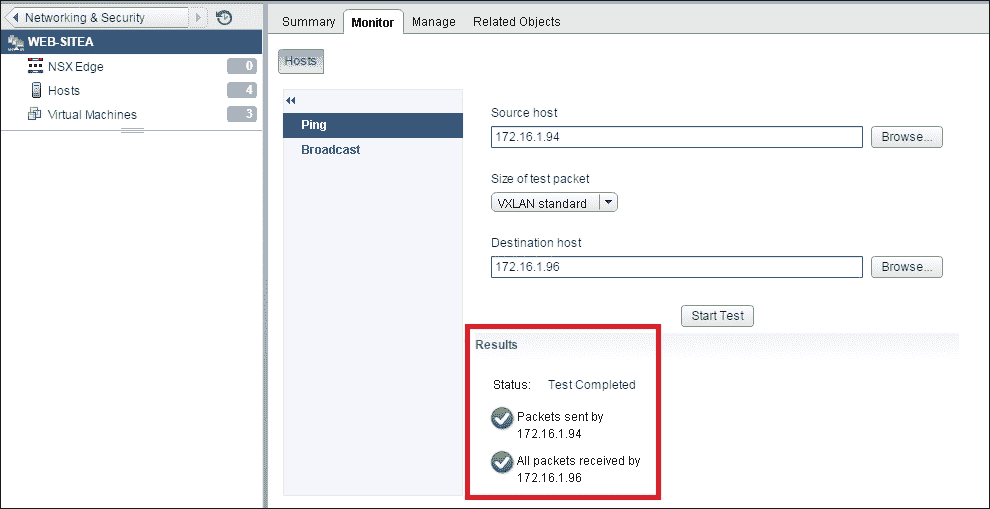 Networking & Security
WEB-SITEA
NSX Edge 0
Hosts 4
Virtual Machines 3
Summary Monitor Manage Related Objects
Hosts
Ping
Broadcast
Source host
172.16.1.94 Browse...
Size of test packet
VXLAN standard
Destination host
172.16.1.96 Browse...
Start Test
Results
Status: Test Completed
Packets sent by
172.16.1.94
All packets received by
172.16.1.96